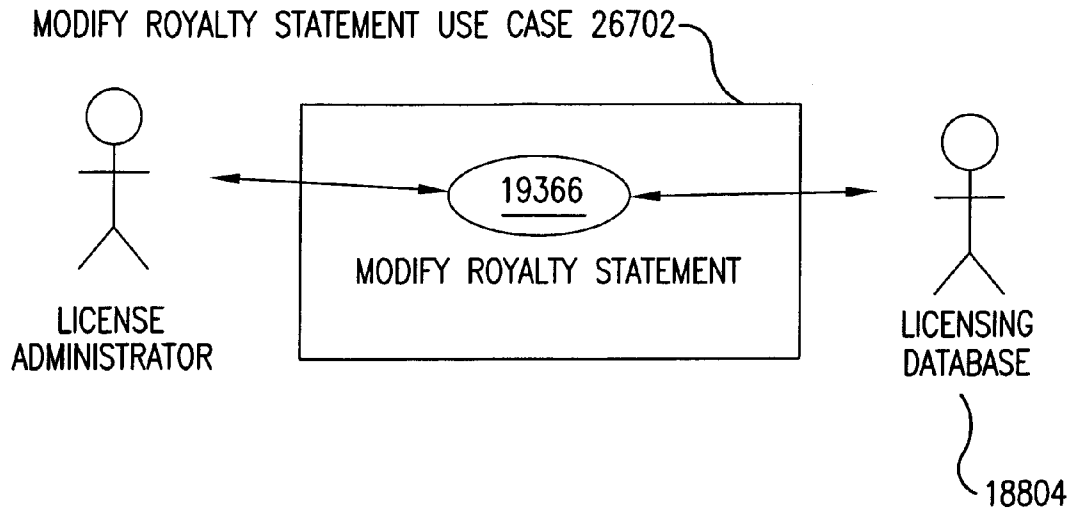 MODIFY ROYALTY STATEMENT USE CASE 26702
19366
MODIFY ROYALTY STATEMENT
LICENSE
ADMINISTRATOR
LICENSING
DATABASE
18804